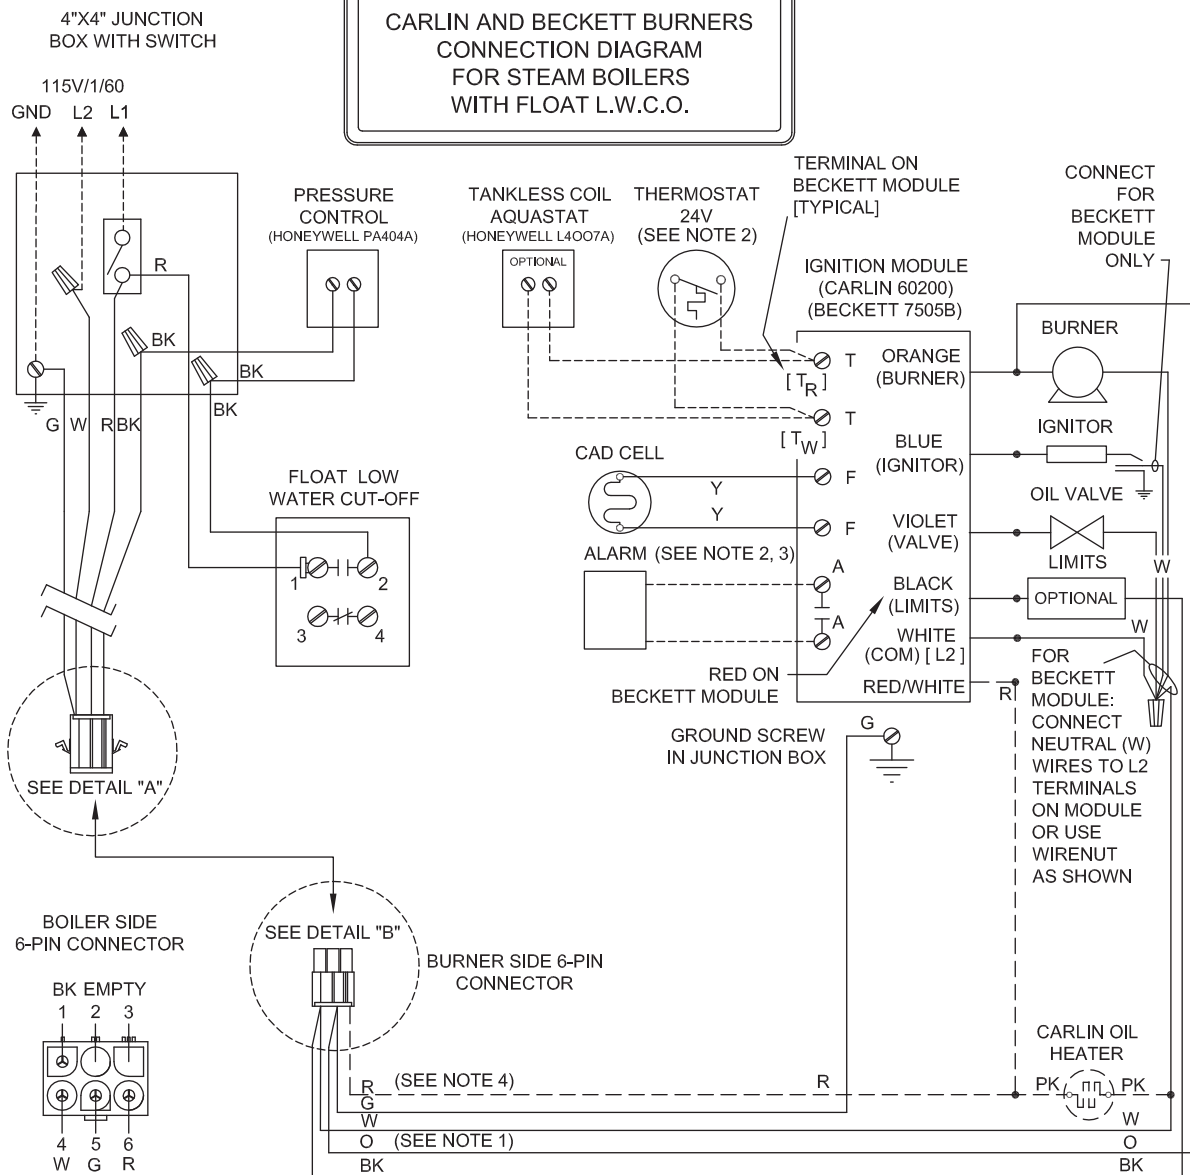 4"X4" JUNCTION
BOX WITH SWITCH
CARLIN AND BECKETT BURNERS
CONNECTION DIAGRAM
FOR STEAM BOILERS
WITH FLOAT L.W.C.O.
115V/1/60
GND L2 L1
R
BK
BK
BK
G W R BK
PRESSURE
CONTROL
(HONEYWELL PA404A)
TANKLESS COIL
AQUASTAT
(HONEYWELL L4OO7A)
OPTIONAL
THERMOSTAT
24V
(SEE NOTE 2)
TERMINAL ON
BECKETT MODULE
[TYPICAL]
CONNECT
FOR
BECKETT
MODULE
ONLY
IGNITION MODULE
(CARLIN 60200)
(BECKETT 7505B)
T
[ TR ]
T
[ TW ]
F
F
A
A
ORANGE
(BURNER)
BLUE
(IGNITOR)
VIOLET
(VALVE)
BLACK
(LIMITS)
WHITE
(COM) [ L2 ]
RED/WHITE
BURNER
IGNITOR
OIL VALVE
LIMITS
OPTIONAL
W
W
R
CAD CELL
Y
Y
ALARM (SEE NOTE 2, 3)
FLOAT LOW
WATER CUT-OFF
1 2
3 4
RED ON
BECKETT MODULE
GROUND SCREW
IN JUNCTION BOX
G
FOR
BECKETT
MODULE:
CONNECT
NEUTRAL (W)
WIRES TO L2
TERMINALS
ON MODULE
OR USE
WIRENUT
AS SHOWN
SEE DETAIL "A"
SEE DETAIL "B"
BURNER SIDE 6-PIN
CONNECTOR
BOILER SIDE
6-PIN CONNECTOR
BK EMPTY
1 2 3
4 5 6
W G R
CARLIN OIL
HEATER
PK PK
R (SEE NOTE 4) R
G
W W
O (SEE NOTE 1) O
BK BK